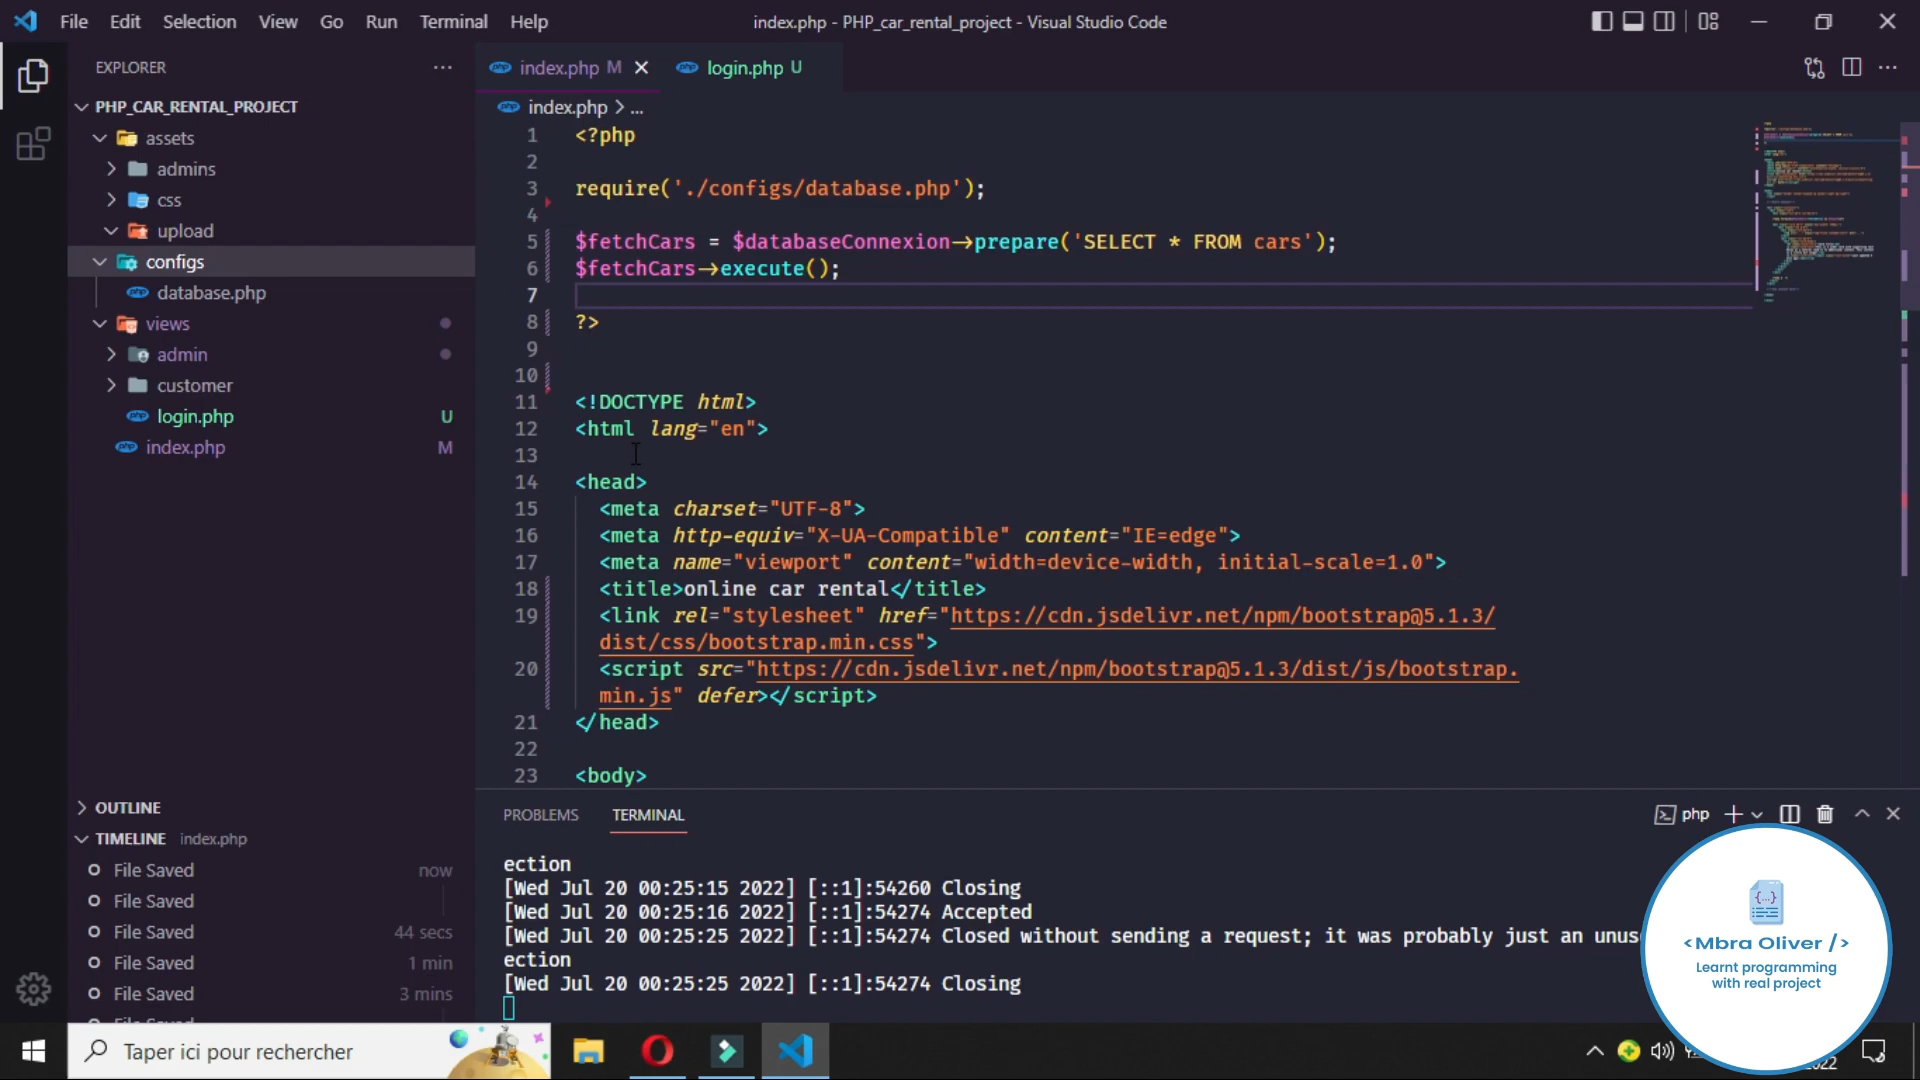 File Edit Selection View Go Run Terminal Help
index.php - PHP_car_rental_project - Visual Studio Code
EXPLORER
PHP_CAR_RENTAL_PROJECT
assets
admins
css
upload
configs
database.php
views
admin
customer
login.php U
index.php M
OUTLINE
TIMELINE index.php
File Saved now
File Saved
File Saved 44 secs
File Saved 1 min
File Saved 3 mins
index.php M
login.php U
index.php > ...
1 <?php
2
3 require('./configs/database.php');
4
5 $fetchCars = $databaseConnexion->prepare('SELECT * FROM cars');
6 $fetchCars->execute();
7
8 ?>
9
10
11 <!DOCTYPE html>
12 <html lang="en">
13
14 <head>
15 <meta charset="UTF-8">
16 <meta http-equiv="X-UA-Compatible" content="IE=edge">
17 <meta name="viewport" content="width=device-width, initial-scale=1.0">
18 <title>online car rental</title>
19 <link rel="stylesheet" href="https://cdn.jsdelivr.net/npm/bootstrap@5.1.3/
dist/css/bootstrap.min.css">
20 <script src="https://cdn.jsdelivr.net/npm/bootstrap@5.1.3/dist/js/bootstrap.
min.js" defer></script>
21 </head>
22
23 <body>
PROBLEMS TERMINAL
php
ection
[Wed Jul 20 00:25:15 2022] [::1]:54260 Closing
[Wed Jul 20 00:25:16 2022] [::1]:54274 Accepted
[Wed Jul 20 00:25:25 2022] [::1]:54274 Closed without sending a request; it was probably just an unus
ection
[Wed Jul 20 00:25:25 2022] [::1]:54274 Closing
{...}
<Mbra Oliver />
Learnt programming
with real project
Taper ici pour rechercher